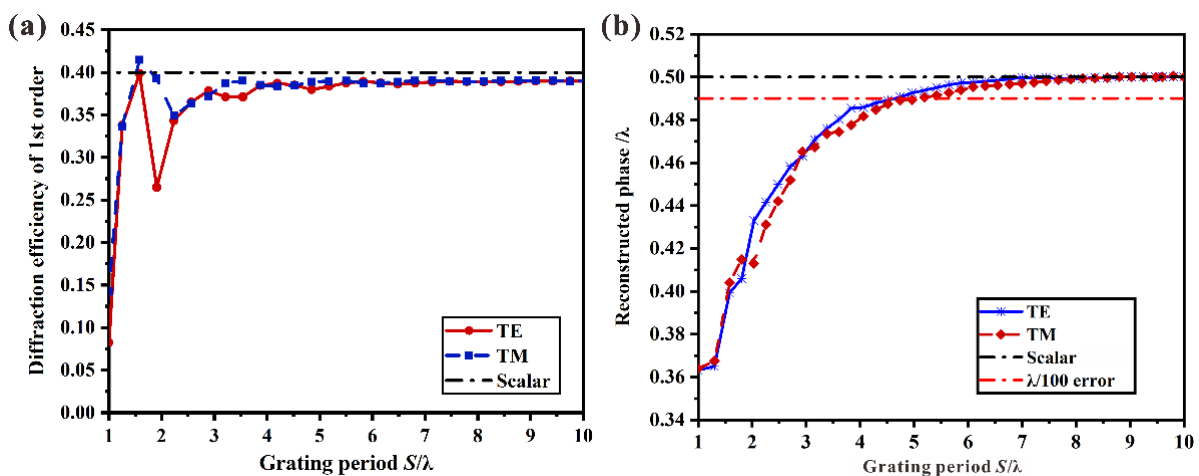 (a)
Diffraction efficiency of 1st order
0.45
0.40
0.35
0.30
0.25
0.20
0.15
0.10
0.05
0.00
TE
TM
Scalar
1 2 3 4 5 6 7 8 9 10
Grating period S/λ
(b)
Reconstructed phase /λ
0.52
0.50
0.48
0.46
0.44
0.42
0.40
0.38
0.36
0.34
TE
TM
Scalar
λ/100 error
1 2 3 4 5 6 7 8 9 10
Grating period S/λ